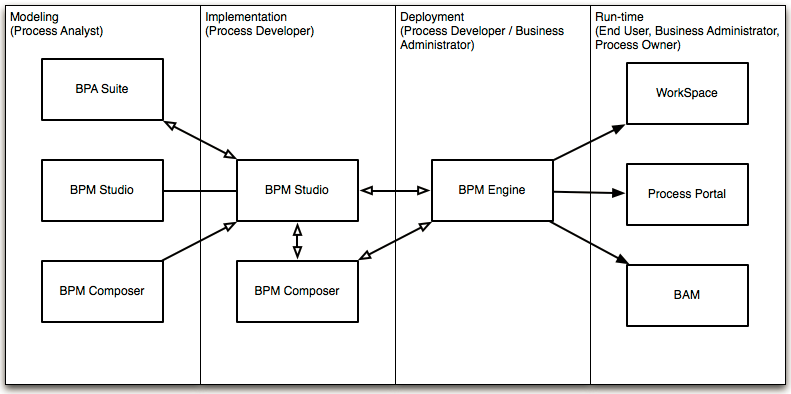 Modeling
(Process Analyst)
Implementation
(Process Developer)
Deployment
(Process Developer / Business
Administrator)
Run-time
(End User, Business Administrator,
Process Owner)
BPA Suite
BPM Studio
BPM Composer
BPM Studio
BPM Composer
BPM Engine
WorkSpace
Process Portal
BAM